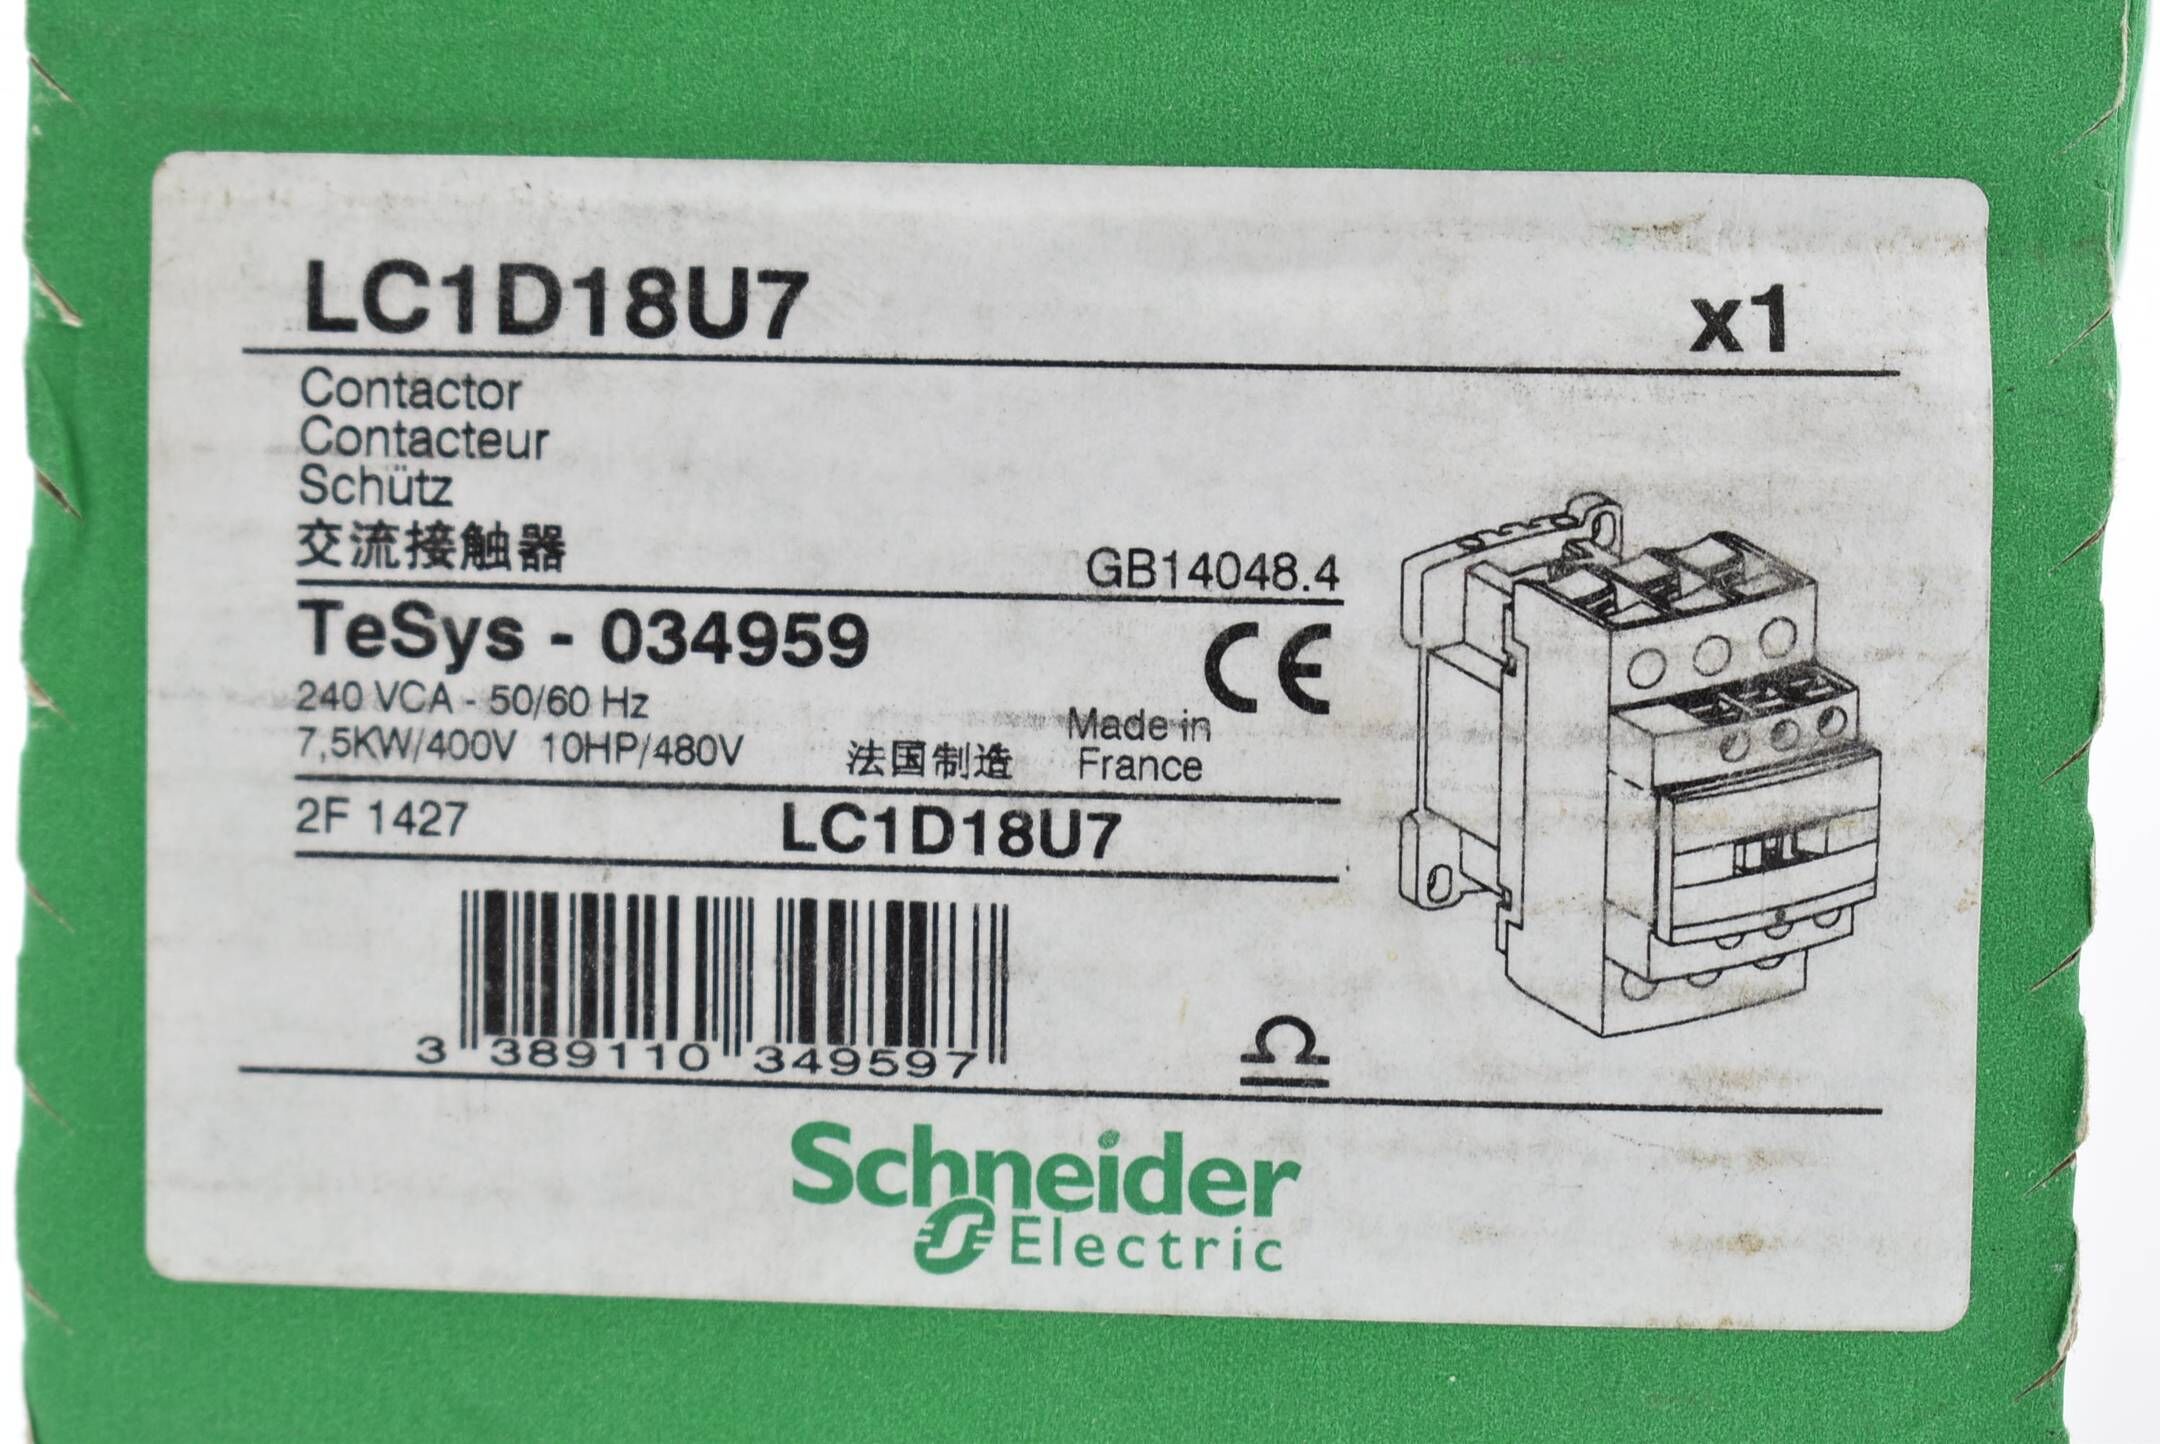 LC1D18U7 x1
Contactor
Contacteur
Schütz
交流接触器 GB14048.4
TeSys - 034959 CE
240 VCA - 50/60 Hz
7,5KW/400V 10HP/480V 法国制造 Made in
France
2F 1427 LC1D18U7
3 389110 349597
Schneider
Electric